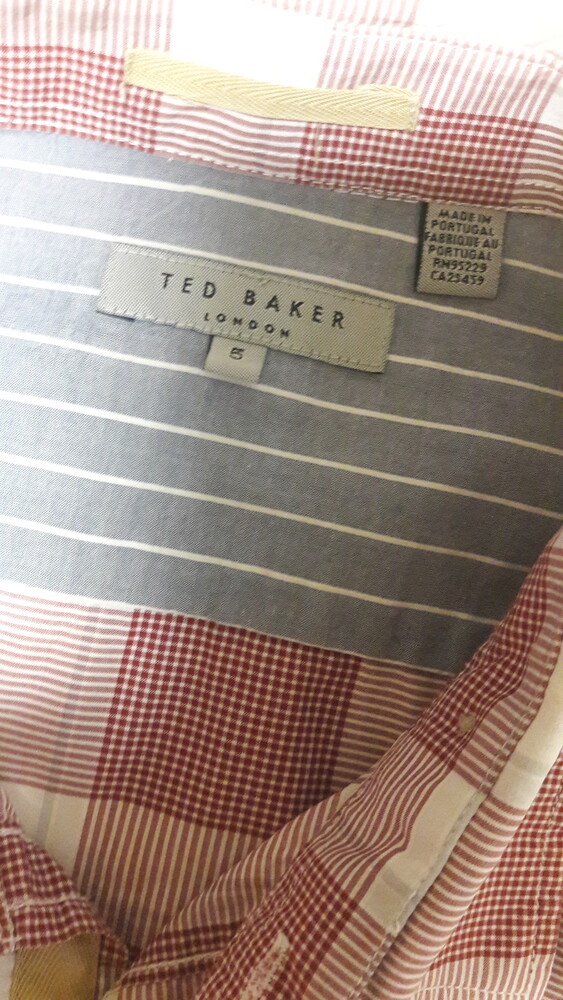 MADE IN
PORTUGAL
FABRIQUE AU
PORTUGAL
RN95229
CA23459
TED BAKER
LONDON
5